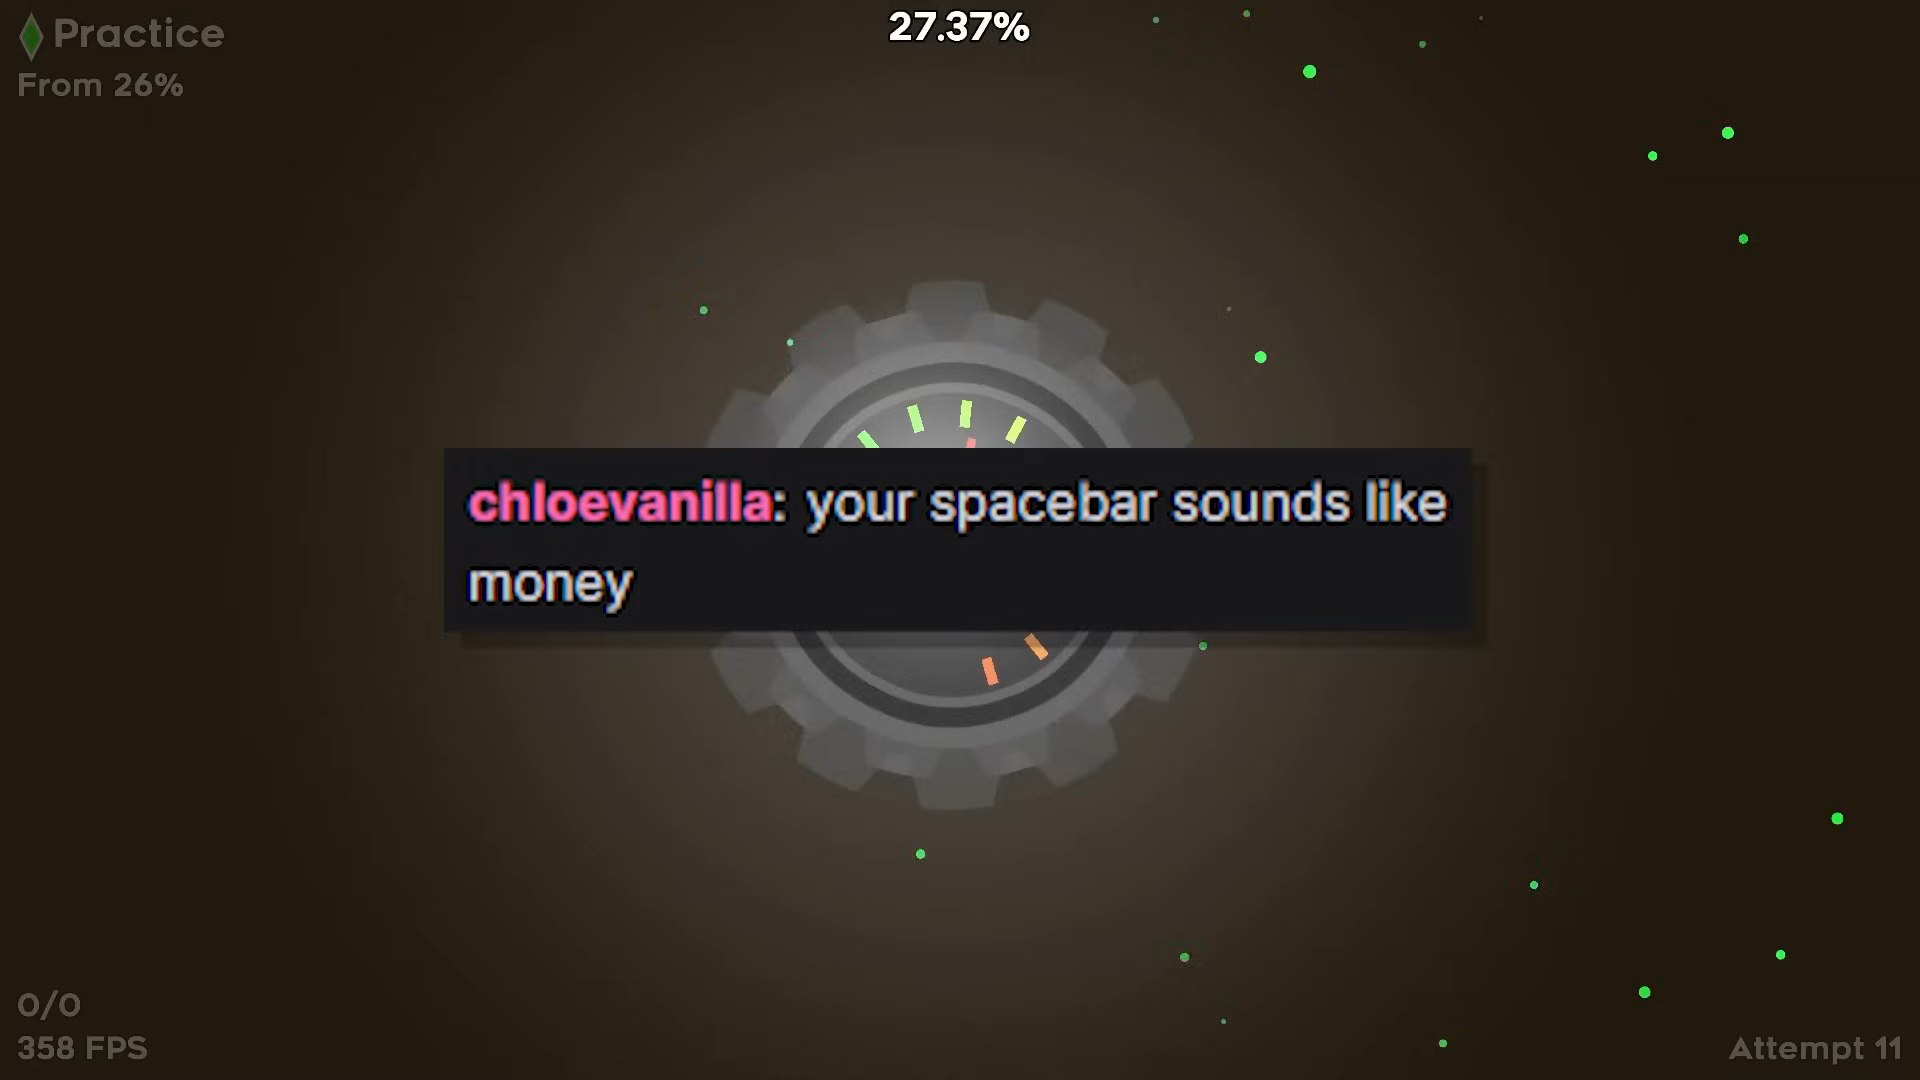 Practice
From 26%
27.37%
chloevanilla: your spacebar sounds like
money
0/0
358 FPS
Attempt 11